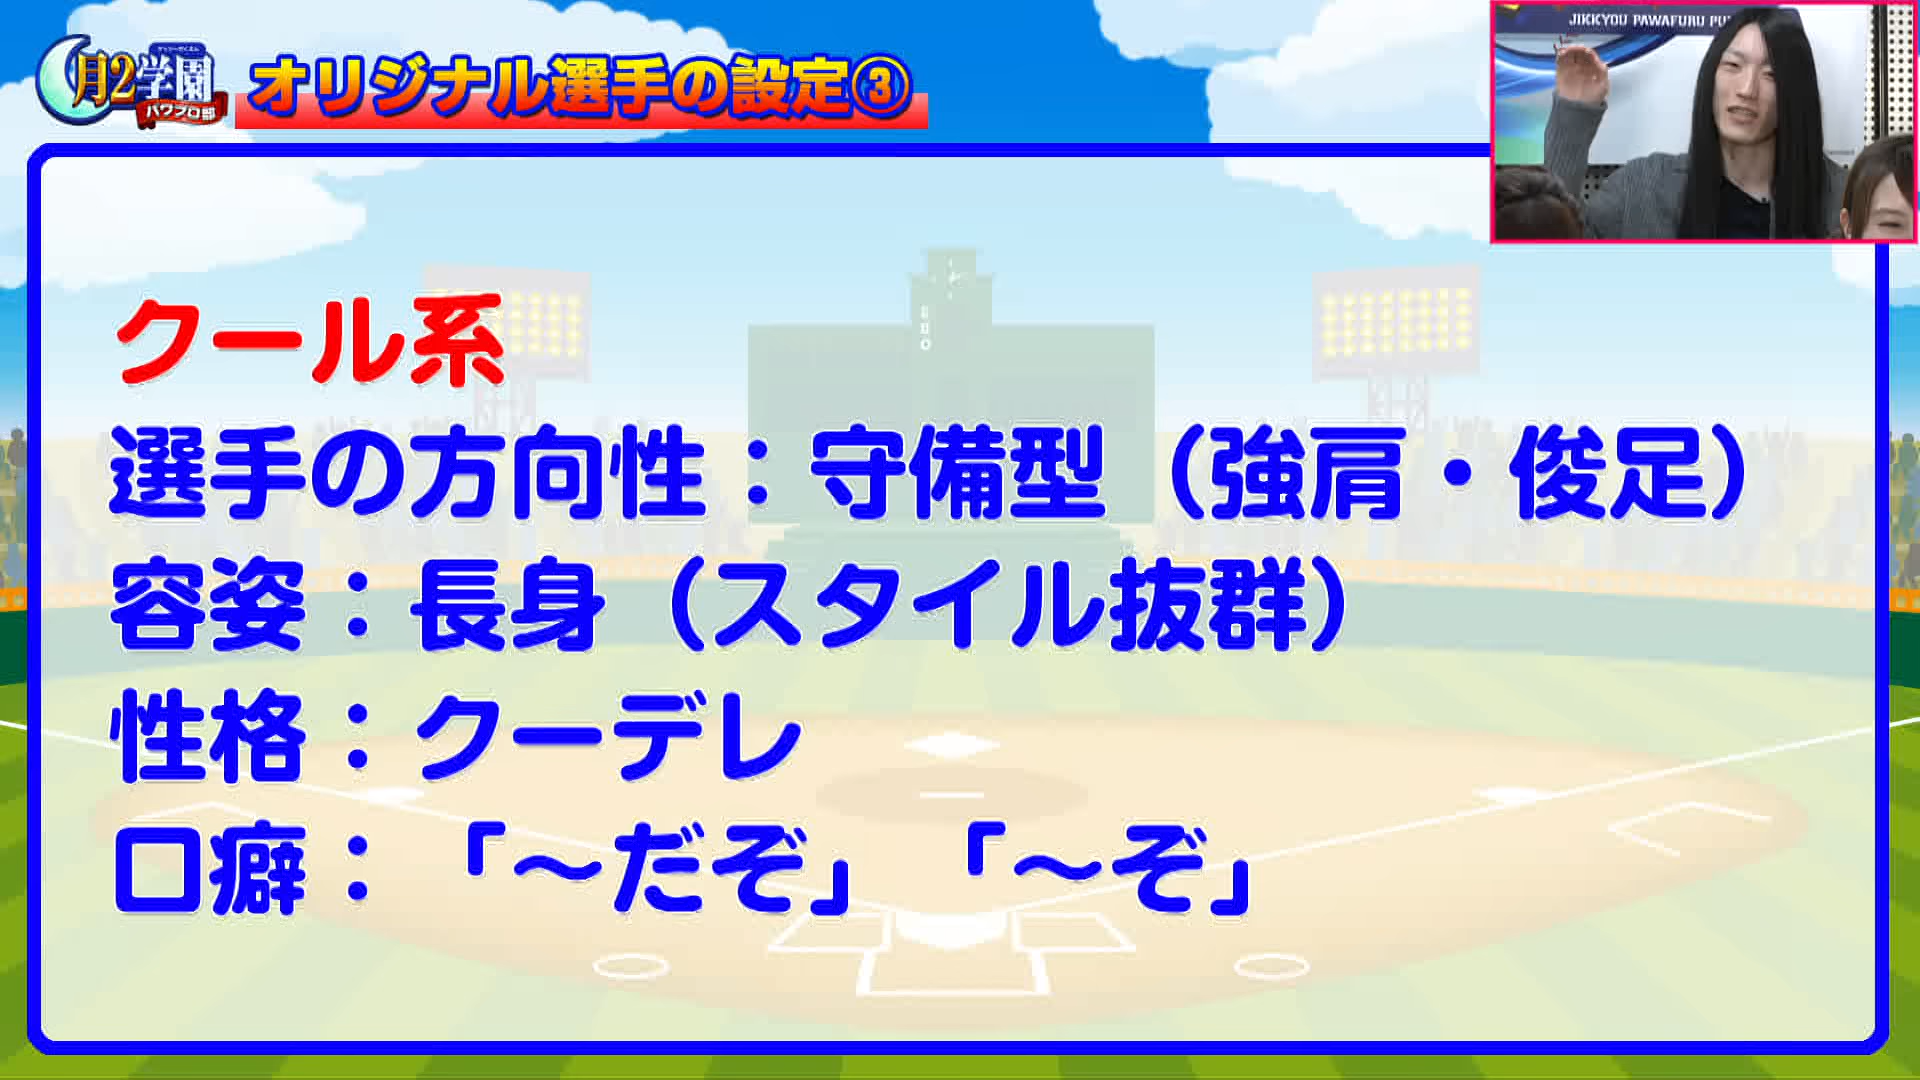 月2学園
パワプロ部
オリジナル選手の設定③
JIKKYOU PAWAFURU PU
クール系
選手の方向性：守備型（強肩・俊足）
容姿：長身（スタイル抜群）
性格：クーデレ
口癖：「～だぞ」「～ぞ」